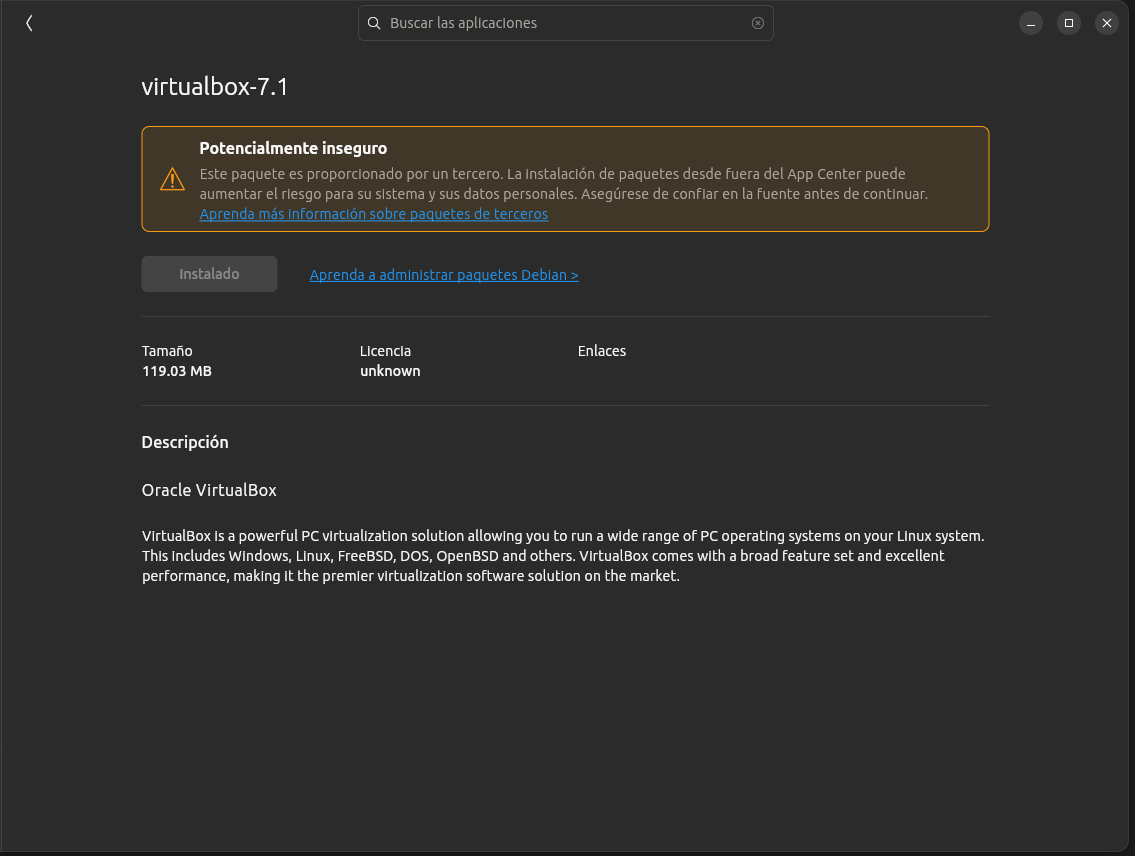 Buscar las aplicaciones
virtualbox-7.1
Potencialmente inseguro
Este paquete es proporcionado por un tercero. La instalación de paquetes desde fuera del App Center puede
aumentar el riesgo para su sistema y sus datos personales. Asegúrese de confiar en la fuente antes de continuar.
Aprenda más información sobre paquetes de terceros
Instalado
Aprenda a administrar paquetes Debian >
Tamaño
119.03 MB
Licencia
unknown
Enlaces
Descripción
Oracle VirtualBox
VirtualBox is a powerful PC virtualization solution allowing you to run a wide range of PC operating systems on your Linux system.
This includes Windows, Linux, FreeBSD, DOS, OpenBSD and others. VirtualBox comes with a broad feature set and excellent
performance, making it the premier virtualization software solution on the market.